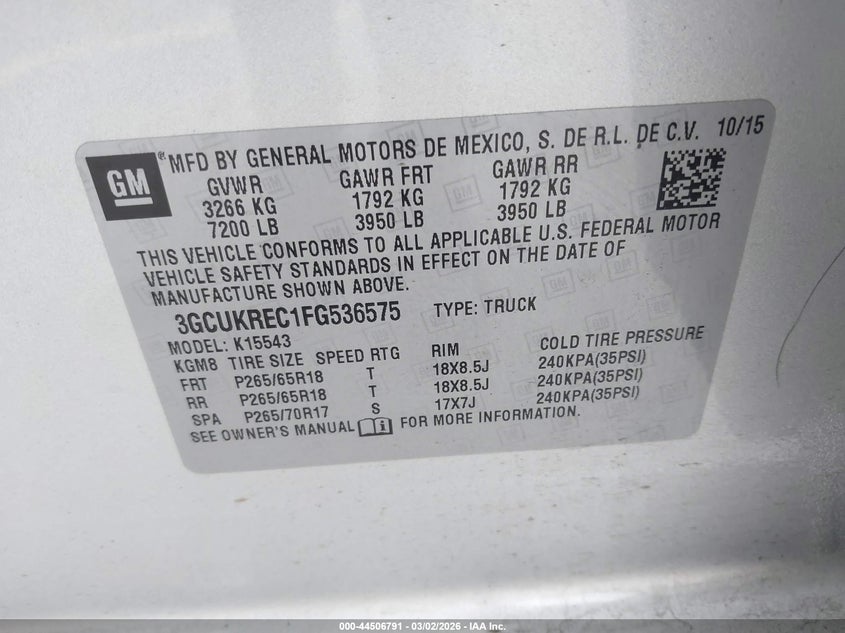 GM
® MFD BY GENERAL MOTORS DE MEXICO, S. DE R.L. DE C.V. 10/15
GVWR GAWR FRT GAWR RR
3266 KG 1792 KG 1792 KG
7200 LB 3950 LB 3950 LB
THIS VEHICLE CONFORMS TO ALL APPLICABLE U.S. FEDERAL MOTOR
VEHICLE SAFETY STANDARDS IN EFFECT ON THE DATE OF
MANUFACTURE SHOWN ABOVE.
3GCUKREC1FG536575 TYPE: TRUCK
MODEL: K15543
KGM8 TIRE SIZE SPEED RTG RIM COLD TIRE PRESSURE
FRT P265/65R18 T 18X8.5J 240KPA(35PSI)
RR P265/65R18 T 18X8.5J 240KPA(35PSI)
SPA P265/70R17 S 17X7J 240KPA(35PSI)
SEE OWNER'S MANUAL i FOR MORE INFORMATION.
000-44506791 - 03/02/2026 - IAA Inc.